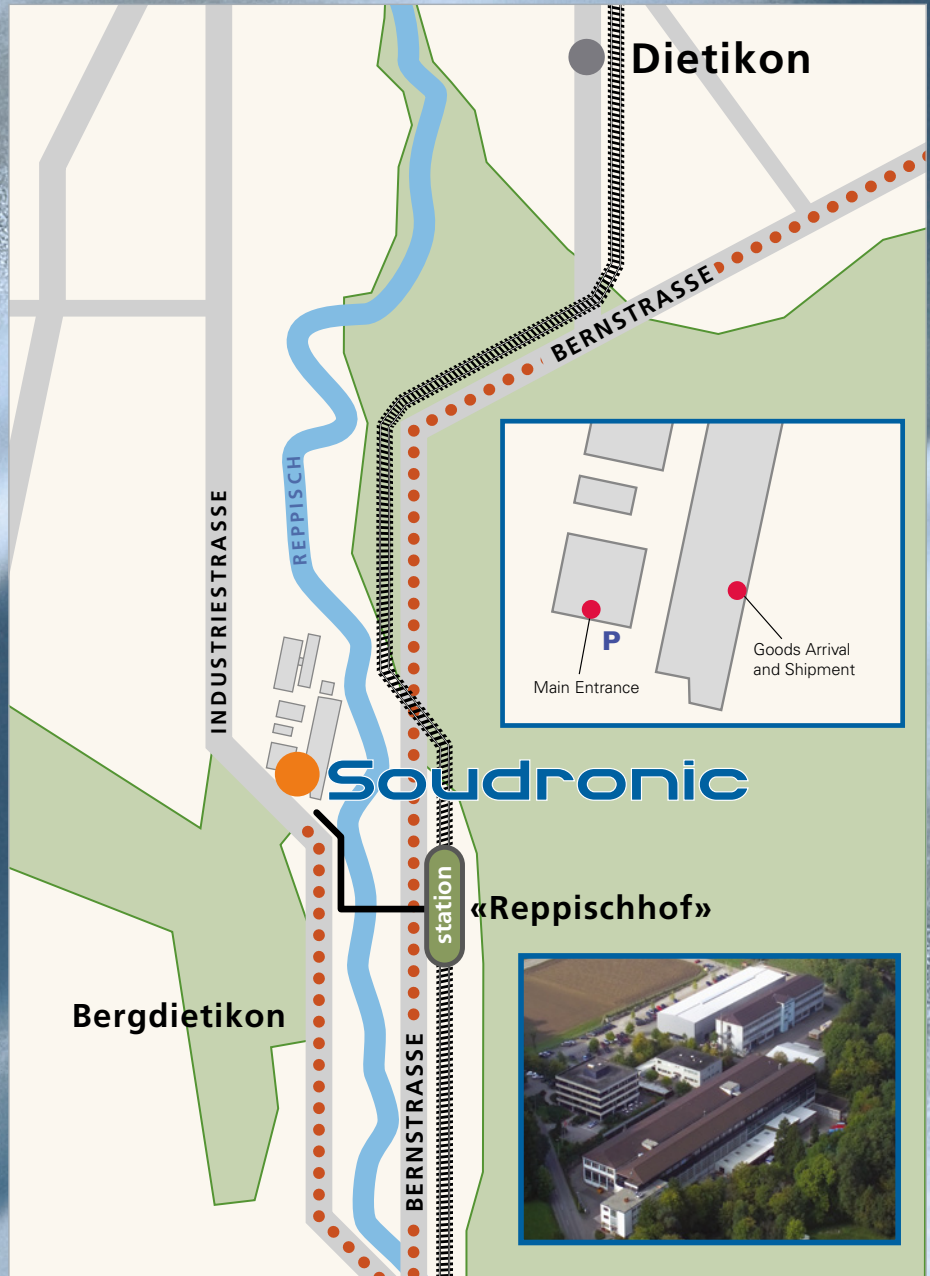 Dietikon
BERNSTRASSE
REPPISCH
INDUSTRIESTRASSE
P
Main Entrance
Goods Arrival
and Shipment
Soudronic
station
«Reppischhof»
Bergdietikon
BERNSTRASSE